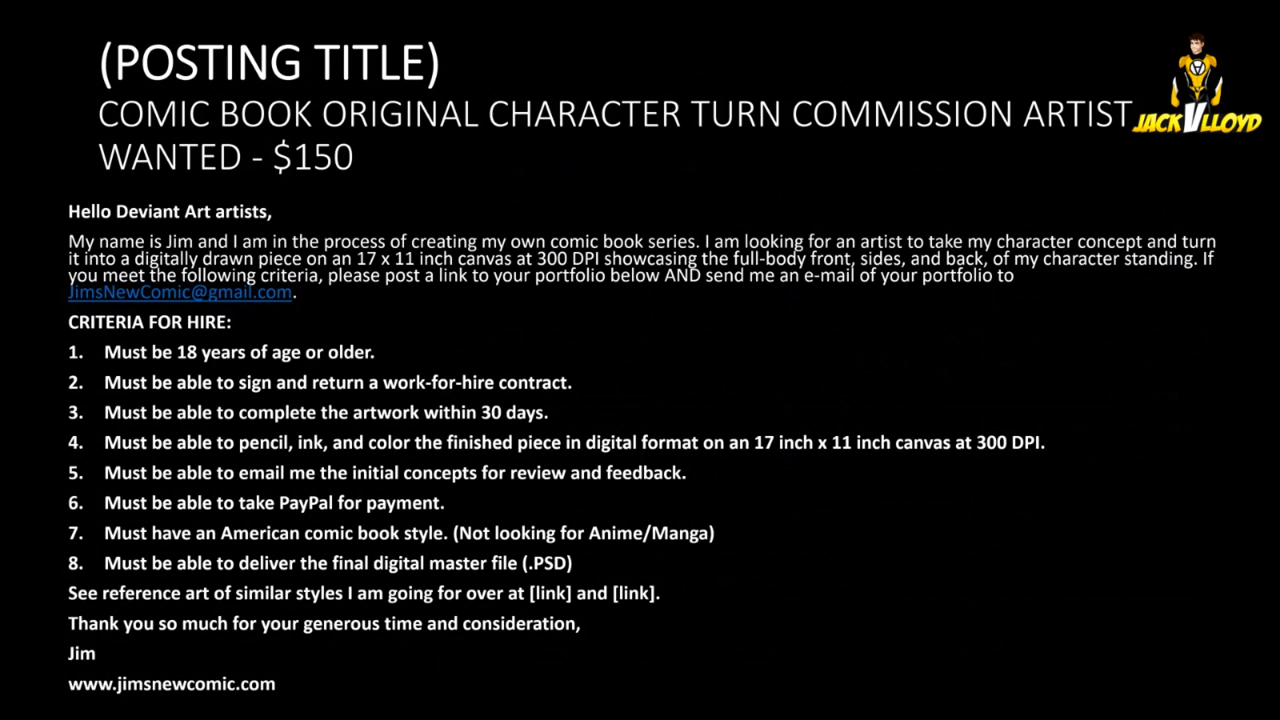 (POSTING TITLE)
COMIC BOOK ORIGINAL CHARACTER TURN COMMISSION ARTIST
WANTED - $150
JACK V LLOYD
Hello Deviant Art artists,
My name is Jim and I am in the process of creating my own comic book series. I am looking for an artist to take my character concept and turn
it into a digitally drawn piece on an 17 x 11 inch canvas at 300 DPI showcasing the full-body front, sides, and back, of my character standing. If
you meet the following criteria, please post a link to your portfolio below AND send me an e-mail of your portfolio to
JimsNewComic@gmail.com.
CRITERIA FOR HIRE:
1. Must be 18 years of age or older.
2. Must be able to sign and return a work-for-hire contract.
3. Must be able to complete the artwork within 30 days.
4. Must be able to pencil, ink, and color the finished piece in digital format on an 17 inch x 11 inch canvas at 300 DPI.
5. Must be able to email me the initial concepts for review and feedback.
6. Must be able to take PayPal for payment.
7. Must have an American comic book style. (Not looking for Anime/Manga)
8. Must be able to deliver the final digital master file (.PSD)
See reference art of similar styles I am going for over at [link] and [link].
Thank you so much for your generous time and consideration,
Jim
www.jimsnewcomic.com